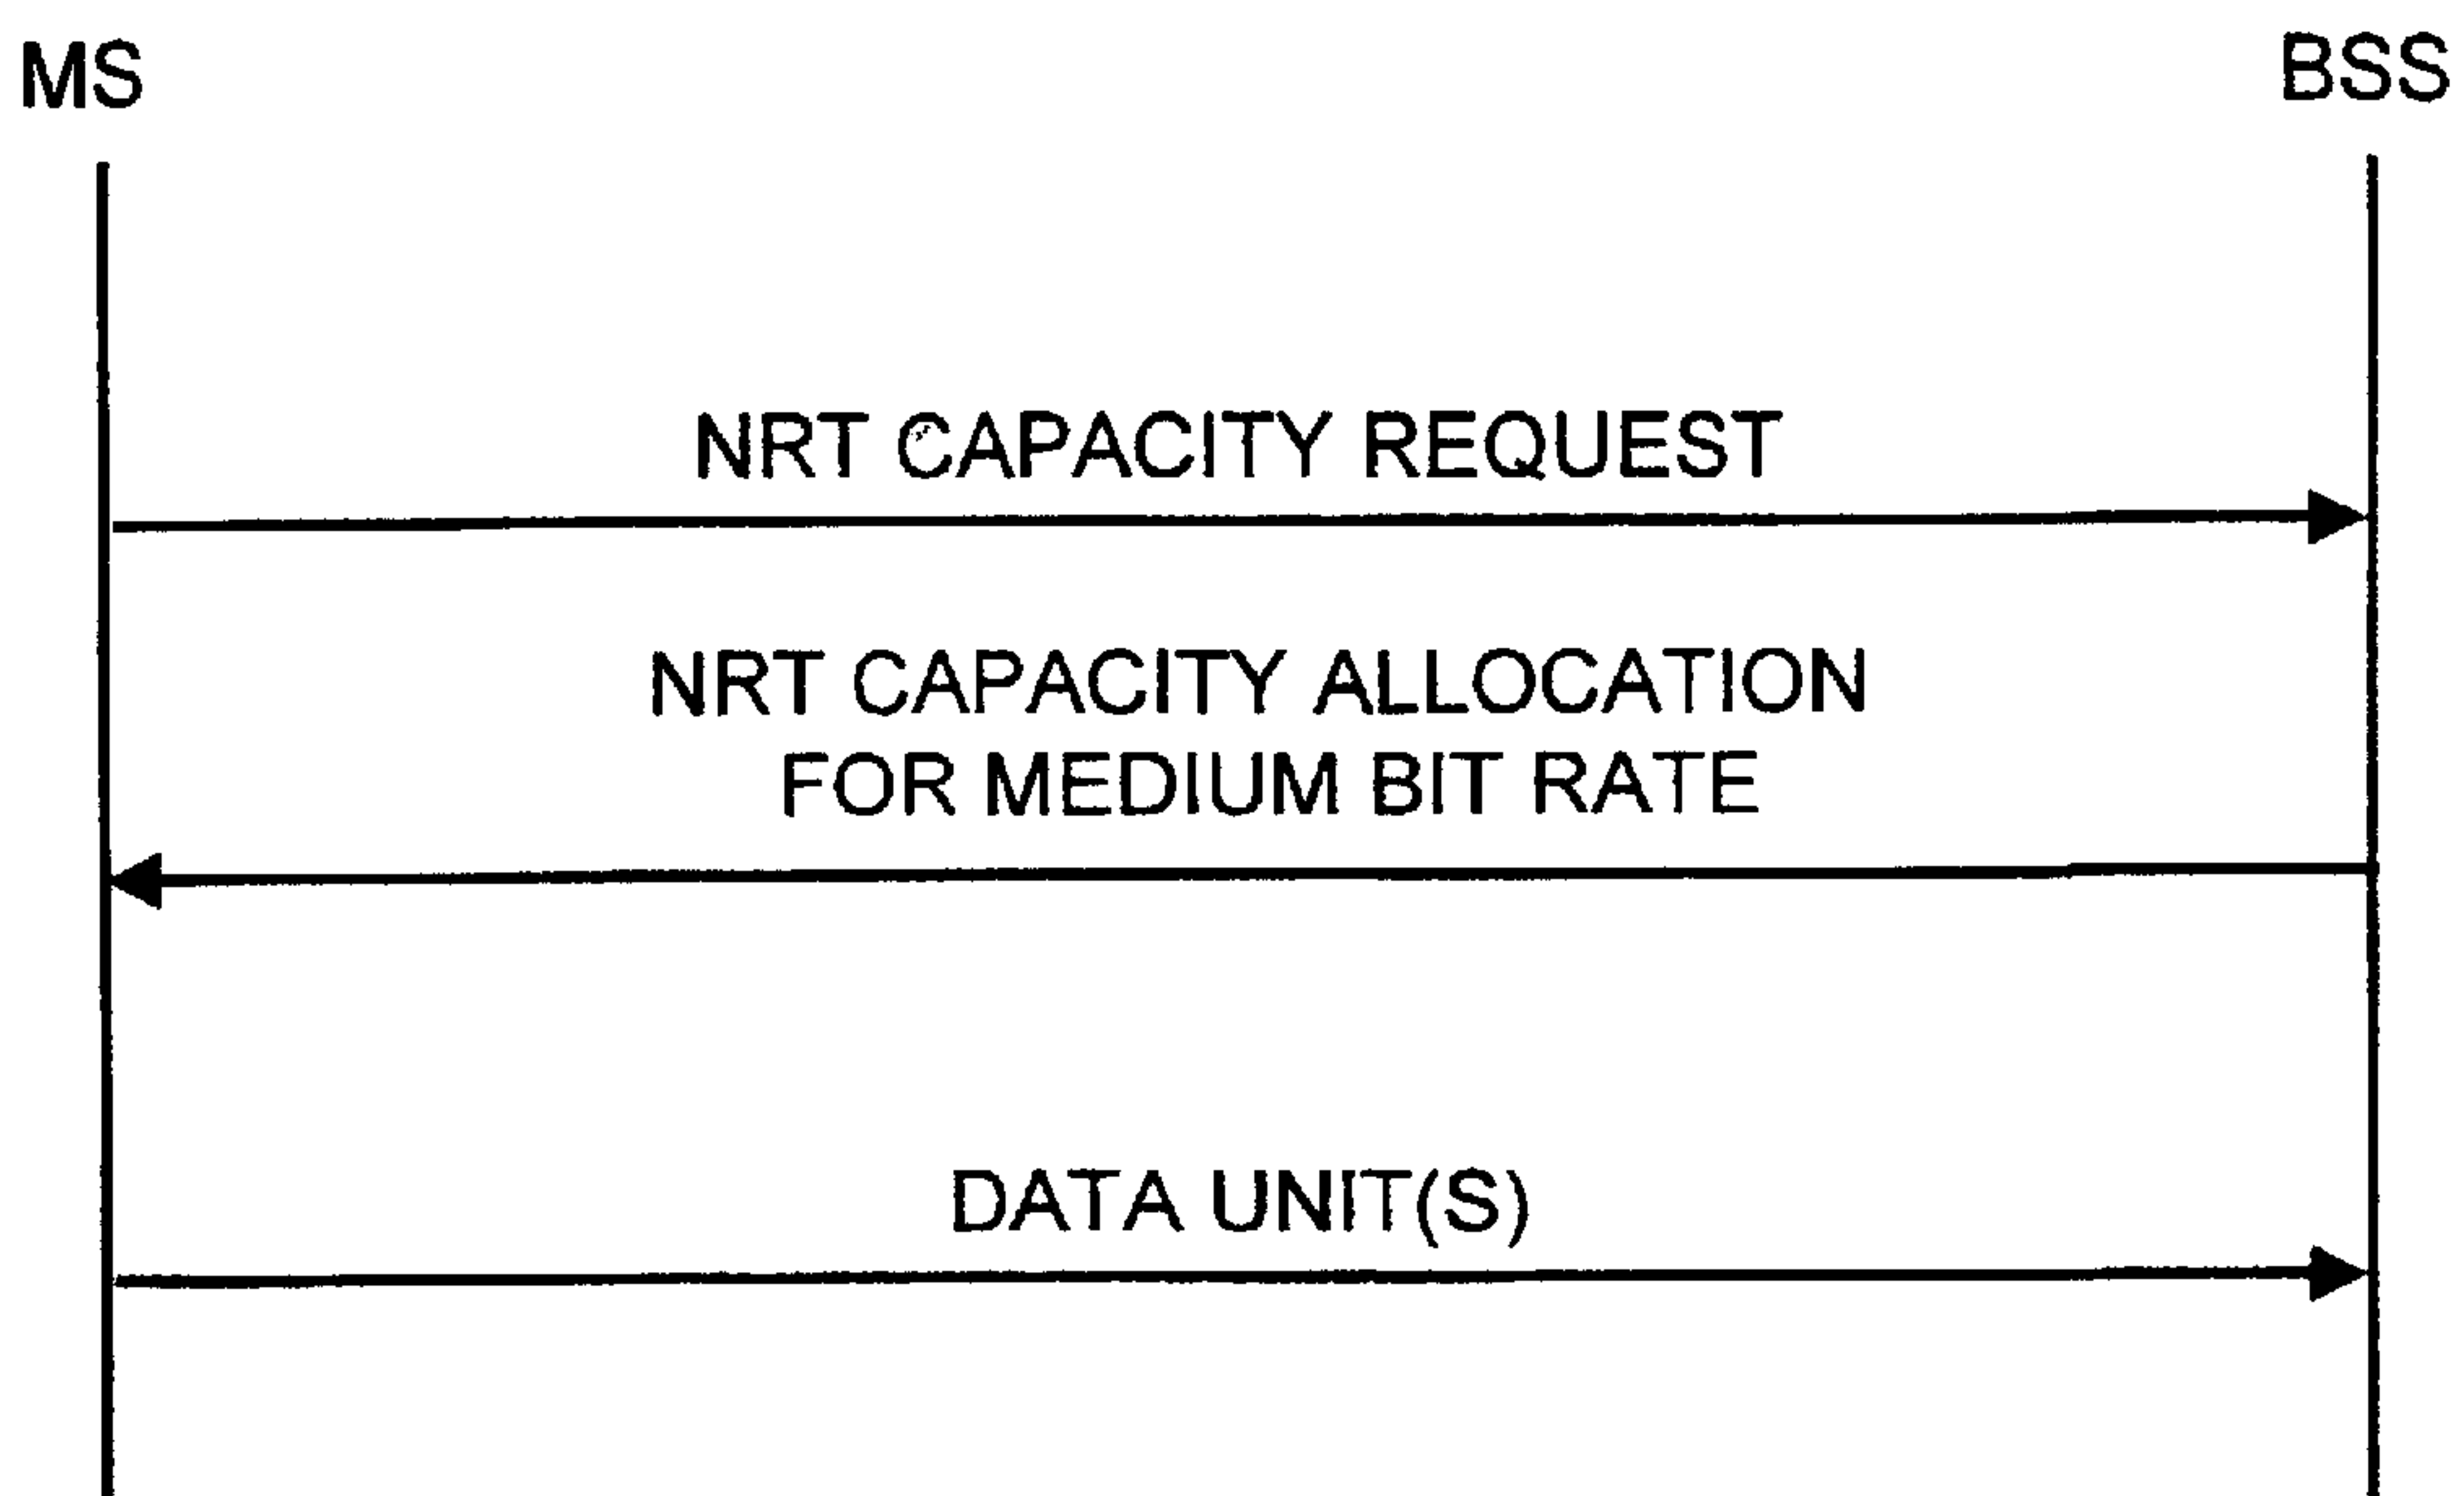 MS
BSS
NRT CAPACITY REQUEST
NRT CAPACITY ALLOCATION
FOR MEDIUM BIT RATE
DATA UNIT(S)